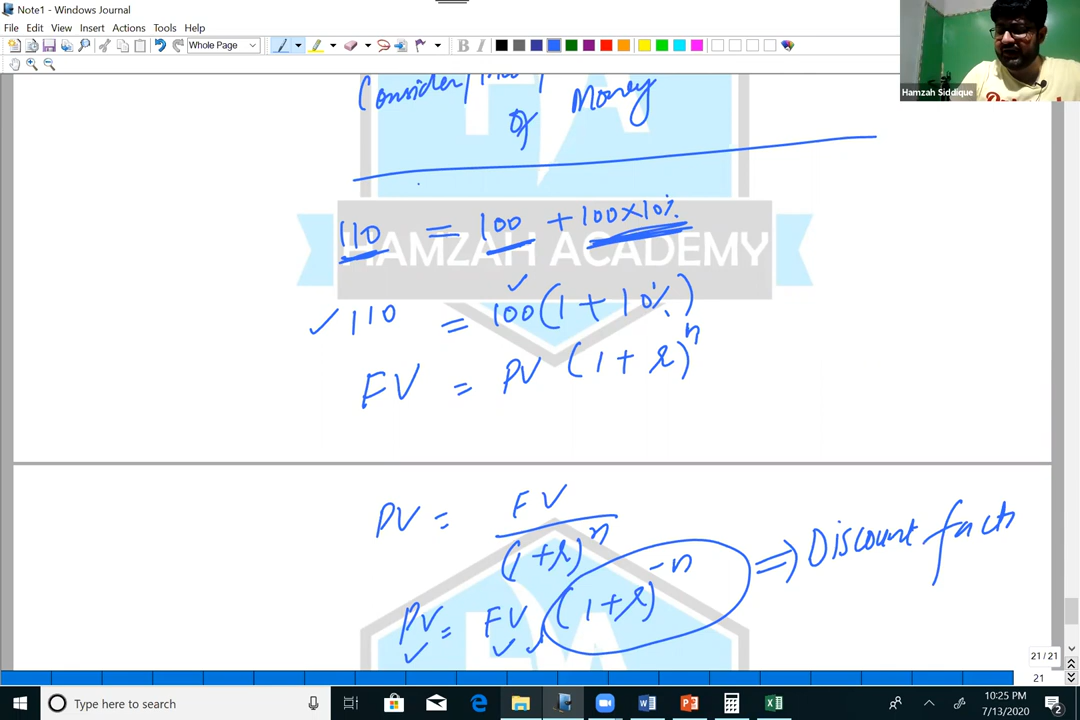 Note1 - Windows Journal
File Edit View Insert Actions Tools Help
Whole Page
Hamzah Siddique
Consider
of Money
110 = 100 + 100×10%
HAMZAH ACADEMY
110 = 100(1 + 10%)
FV = PV (1 + r)^n
PV = FV / (1+r)^n
PV = FV (1+r)^-n ⇒ Discount fact
21 / 21
21
Type here to search
10:25 PM
7/13/2020
2